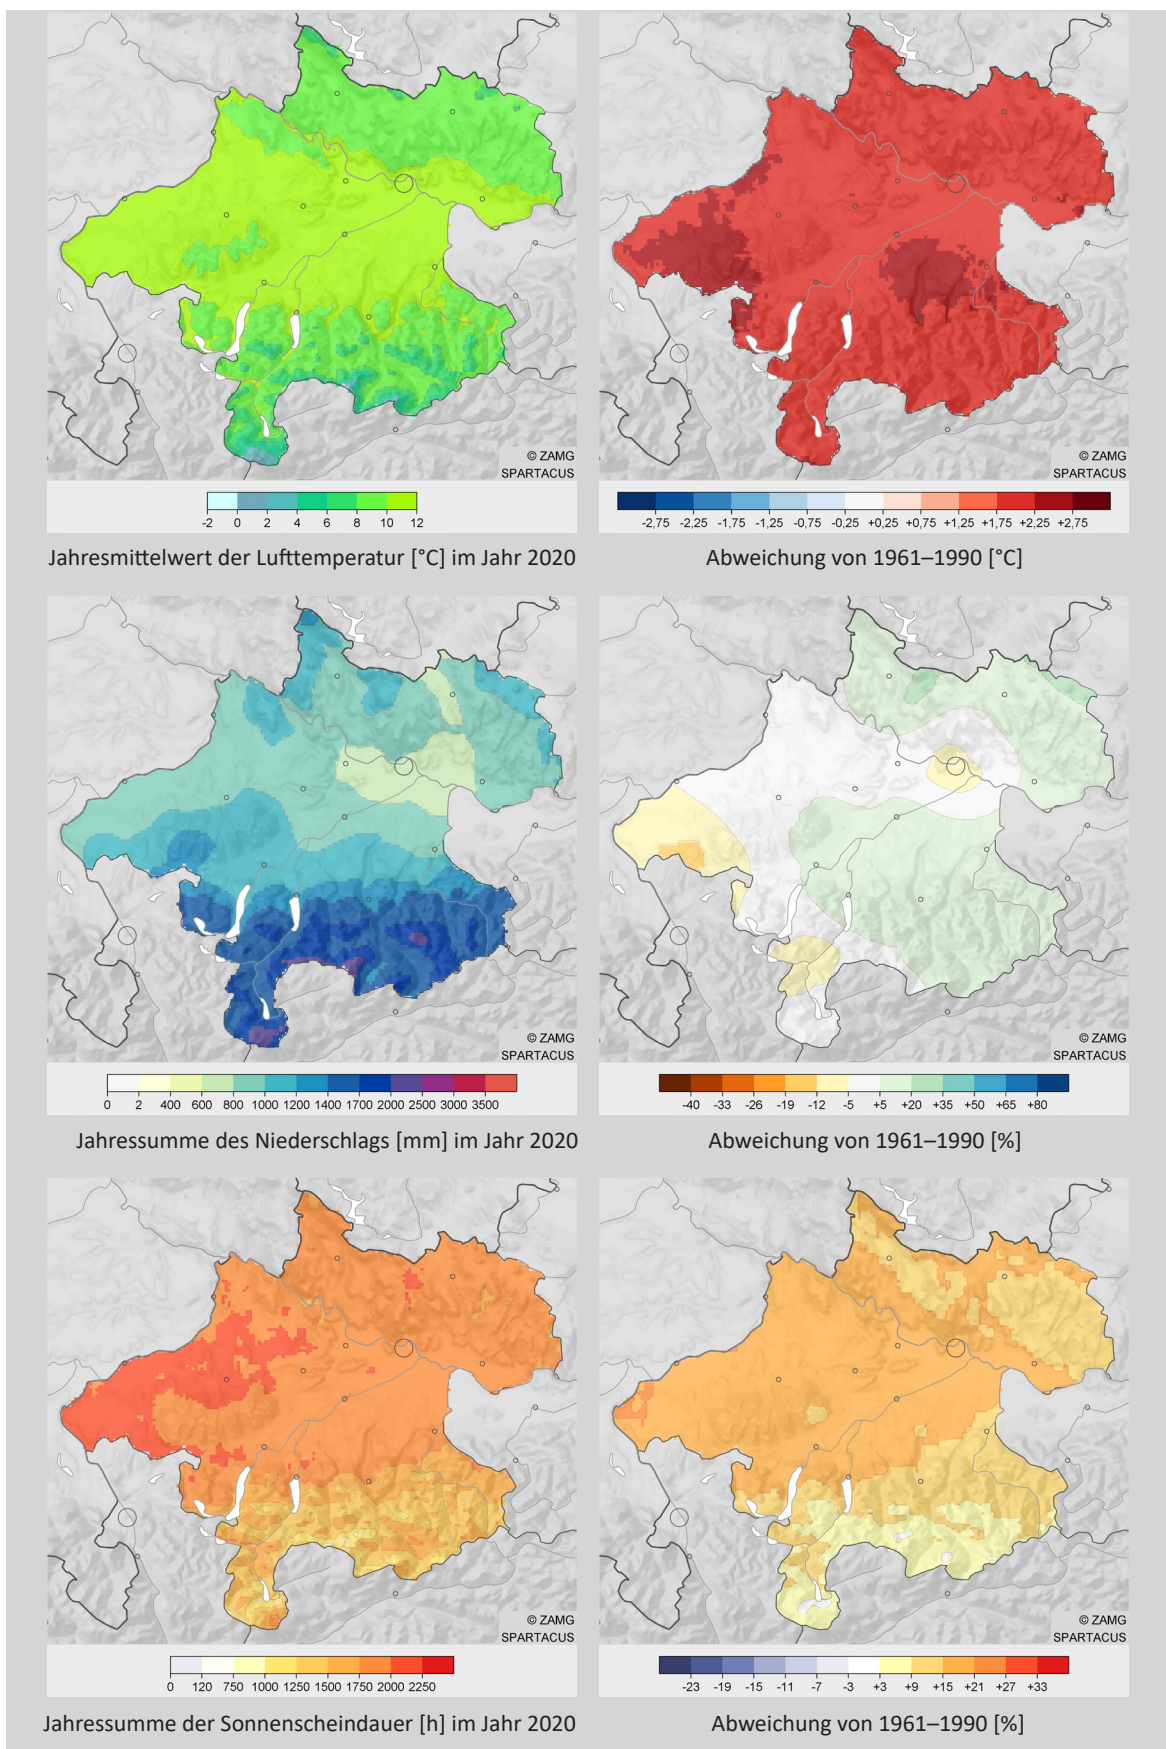 © ZAMG
SPARTACUS
-2 0 2 4 6 8 10 12
Jahresmittelwert der Lufttemperatur [°C] im Jahr 2020
© ZAMG
SPARTACUS
-2,75 -2,25 -1,75 -1,25 -0,75 -0,25 +0,25 +0,75 +1,25 +1,75 +2,25 +2,75
Abweichung von 1961–1990 [°C]
© ZAMG
SPARTACUS
0 2 400 600 800 1000 1200 1400 1700 2000 2500 3000 3500
Jahressumme des Niederschlags [mm] im Jahr 2020
© ZAMG
SPARTACUS
-40 -33 -26 -19 -12 -5 +5 +20 +35 +50 +65 +80
Abweichung von 1961–1990 [%]
© ZAMG
SPARTACUS
0 120 750 1000 1250 1500 1750 2000 2250
Jahressumme der Sonnenscheindauer [h] im Jahr 2020
© ZAMG
SPARTACUS
-23 -19 -15 -11 -7 -3 +3 +9 +15 +21 +27 +33
Abweichung von 1961–1990 [%]